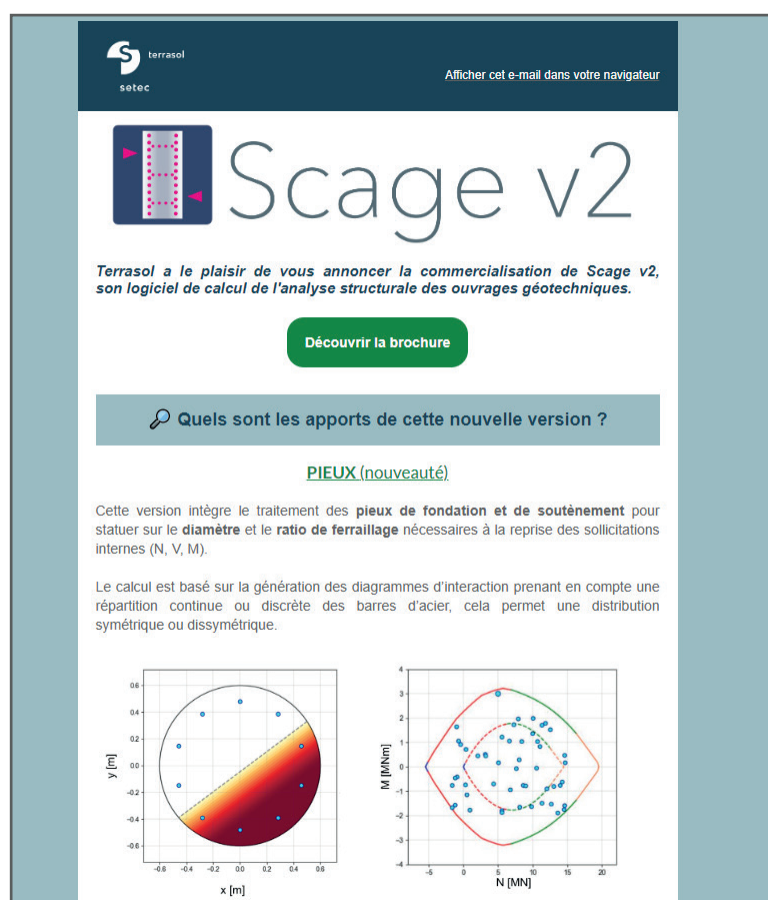 terrasol
setec
Afficher cet e-mail dans votre navigateur
Scage v2
Terrasol a le plaisir de vous annoncer la commercialisation de Scage v2,
son logiciel de calcul de l'analyse structurale des ouvrages géotechniques.
Découvrir la brochure
Quels sont les apports de cette nouvelle version ?
PIEUX (nouveauté)
Cette version intègre le traitement des pieux de fondation et de soutènement pour
statuer sur le diamètre et le ratio de ferraillage nécessaires à la reprise des sollicitations
internes (N, V, M).
Le calcul est basé sur la génération des diagrammes d'interaction prenant en compte une
répartition continue ou discrète des barres d'acier, cela permet une distribution
symétrique ou dissymétrique.
y [m]
0.6
0.4
0.2
0.0
-0.2
-0.4
-0.6
-0.6 -0.4 -0.2 0.0 0.2 0.4 0.6
x [m]
M [MNm]
4
3
2
1
0
-1
-2
-3
-4
-5 0 5 10 15 20
N [MN]